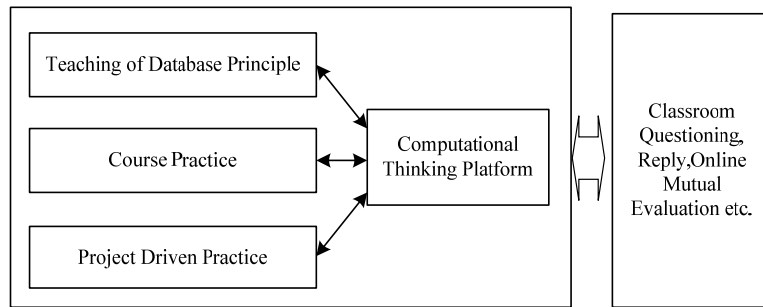 Teaching of Database Principle
Course Practice
Project Driven Practice
Computational
Thinking Platform
Classroom
Questioning,
Reply,Online
Mutual
Evaluation etc.